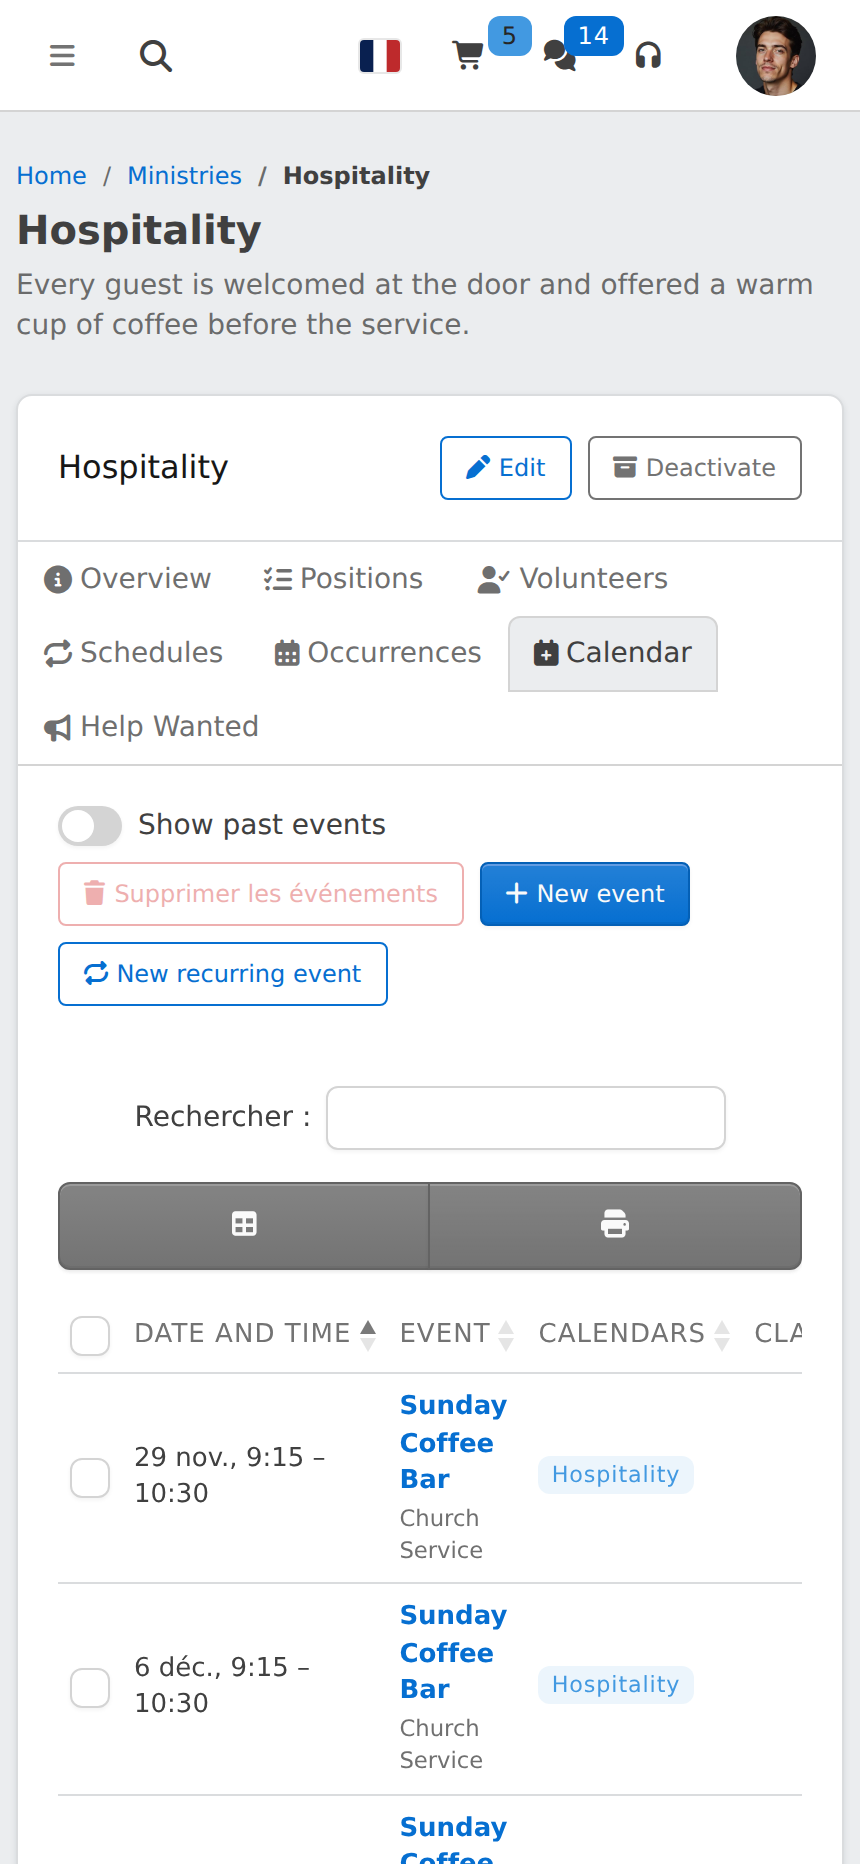 5
14
Home / Ministries / Hospitality
Hospitality
Every guest is welcomed at the door and offered a warm
cup of coffee before the service.
Hospitality
Edit
Deactivate
Overview
Positions
Volunteers
Schedules
Occurrences
Calendar
Help Wanted
Show past events
Supprimer les événements
New event
New recurring event
Rechercher :
DATE AND TIME
EVENT
CALENDARS
CLA
29 nov., 9:15 –
10:30
Sunday
Coffee
Bar
Church
Service
Hospitality
6 déc., 9:15 –
10:30
Sunday
Coffee
Bar
Church
Service
Hospitality
Sunday
Coffee